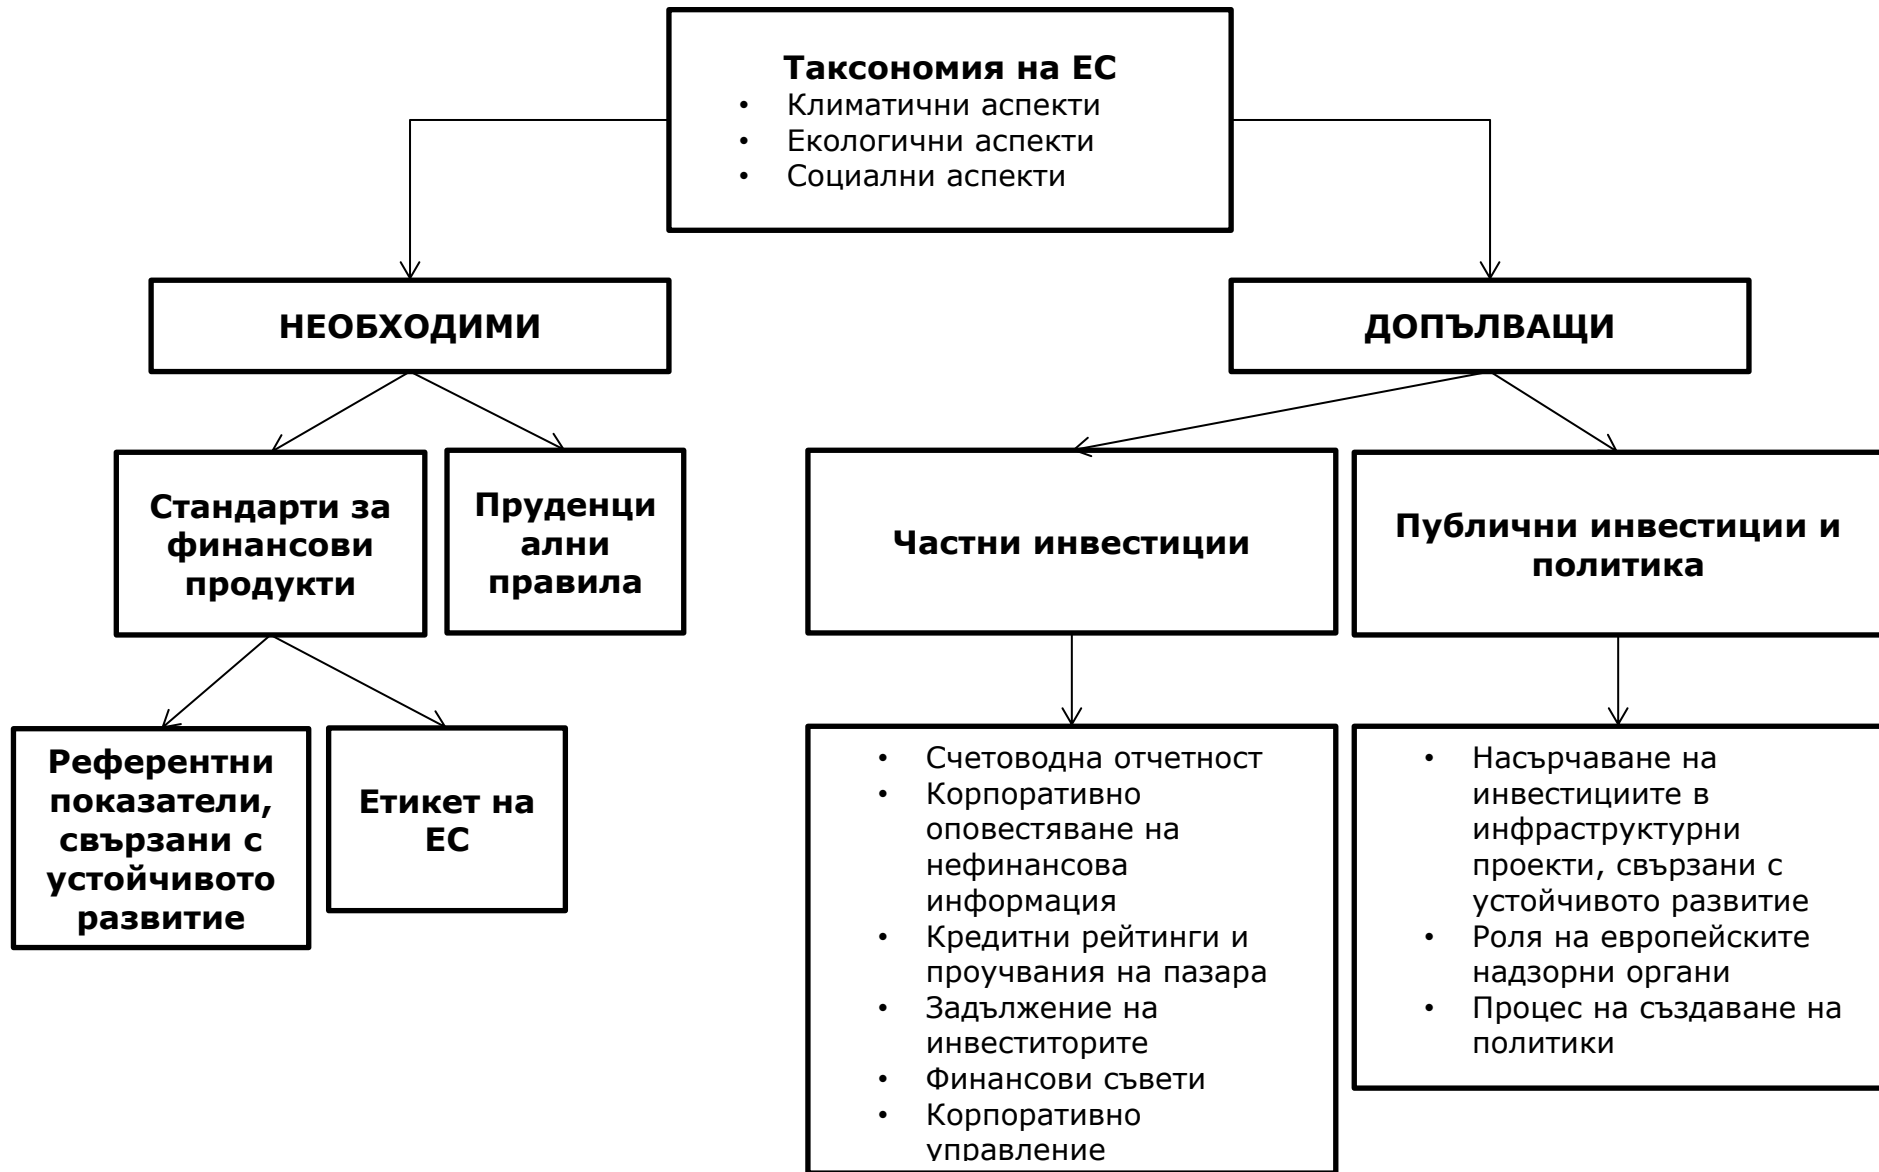 Таксономия на ЕС
• Климатични аспекти
• Екологични аспекти
• Социални аспекти
НЕОБХОДИМИ
ДОПЪЛВАЩИ
Стандарти за
финансови
продукти
Пруденци
ални
правила
Частни инвестиции
Публични инвестиции и
политика
Референтни
показатели,
свързани с
устойчивото
развитие
Етикет на
ЕС
• Счетоводна отчетност
• Корпоративно
оповестяване на
нефинансова
информация
• Кредитни рейтинги и
проучвания на пазара
• Задължение на
инвеститорите
• Финансови съвети
• Корпоративно
управление
• Насърчаване на
инвестициите в
инфраструктурни
проекти, свързани с
устойчивото развитие
• Роля на европейските
надзорни органи
• Процес на създаване на
политики